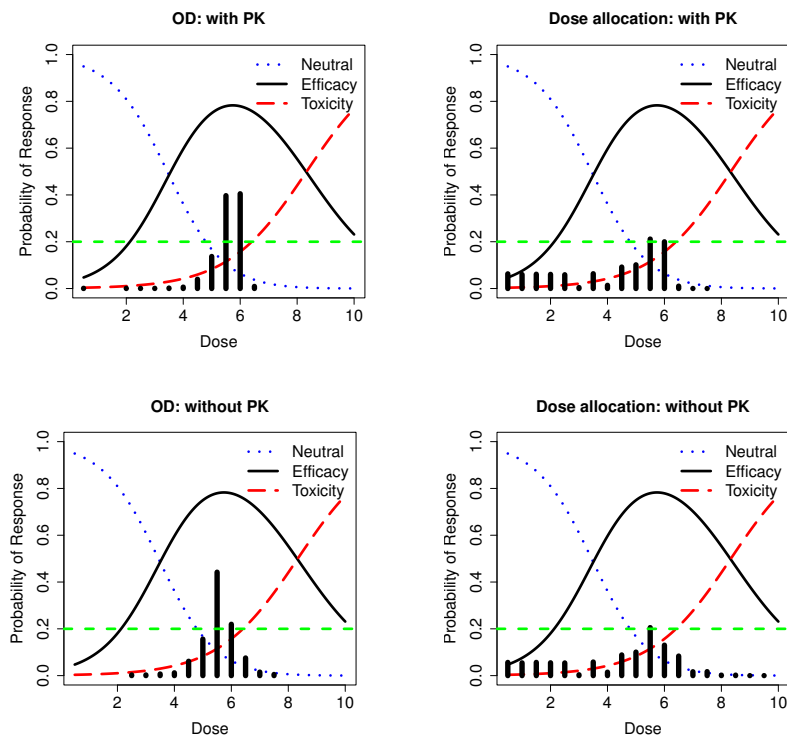 OD: with PK
Probability of Response
1.0
0.8
0.6
0.4
0.2
0.0
Neutral
Efficacy
Toxicity
2 4 6 8 10
Dose
Dose allocation: with PK
Probability of Response
1.0
0.8
0.6
0.4
0.2
0.0
Neutral
Efficacy
Toxicity
2 4 6 8 10
Dose
OD: without PK
Probability of Response
1.0
0.8
0.6
0.4
0.2
0.0
Neutral
Efficacy
Toxicity
2 4 6 8 10
Dose
Dose allocation: without PK
Probability of Response
1.0
0.8
0.6
0.4
0.2
0.0
Neutral
Efficacy
Toxicity
2 4 6 8 10
Dose